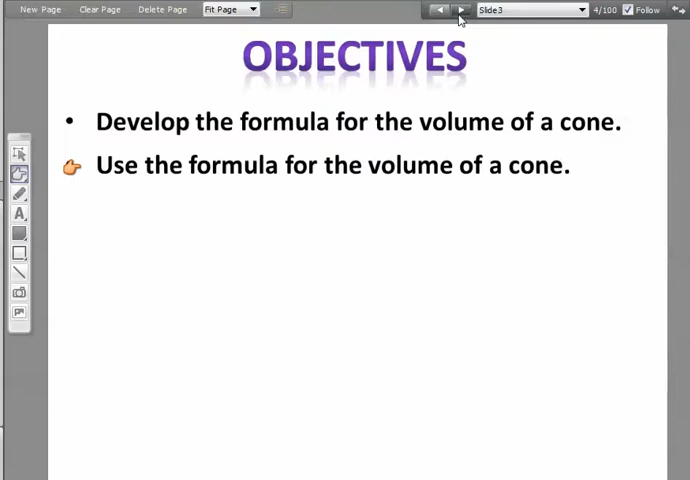 New Page Clear Page Delete Page Fit Page Slide3 4/100 Follow
OBJECTIVES
• Develop the formula for the volume of a cone.
Use the formula for the volume of a cone.
A